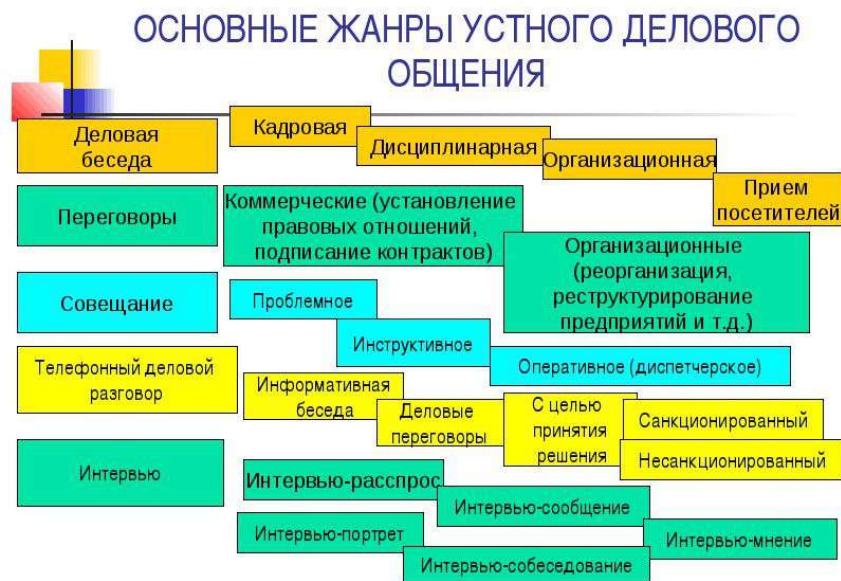 ОСНОВНЫЕ ЖАНРЫ УСТНОГО ДЕЛОВОГО
ОБЩЕНИЯ
Деловая
беседа
Кадровая
Дисциплинарная
Организационная
Прием
посетителей
Переговоры
Коммерческие (установление
правовых отношений,
подписание контрактов)
Организационные
(реорганизация,
реструктурирование
предприятий и т.д.)
Совещание
Проблемное
Инструктивное
Оперативное (диспетчерское)
Телефонный деловой
разговор
Информативная
беседа
Деловые
переговоры
С целью
принятия
решения
Санкционированный
Несанкционированный
Интервью
Интервью-расспрос
Интервью-сообщение
Интервью-портрет
Интервью-мнение
Интервью-собеседование